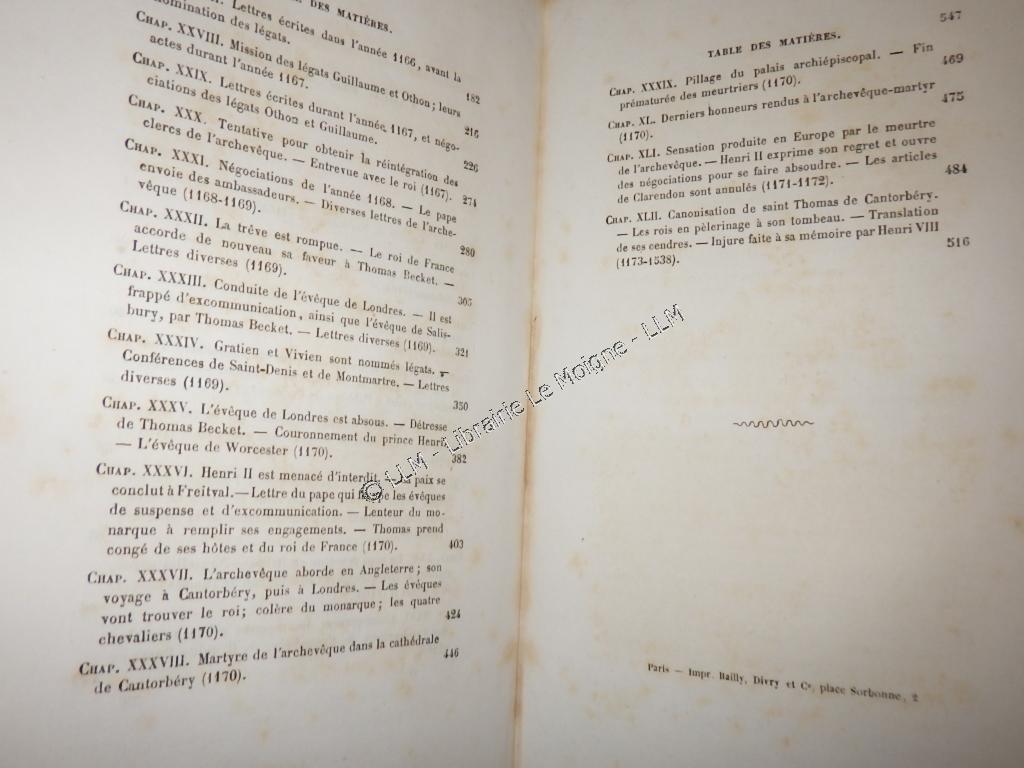 DES MATIÈRES.
Lettres écrites dans l'année 1166, avant la
nomination des légats. 182
CHAP. XXVIII. Mission des légats Guillaume et Othon; leurs
actes durant l'année 1167. 216
CHAP. XXIX. Lettres écrites durant l'année 1167, et négo-
ciations des légats Othon et Guillaume. 226
CHAP. XXX. Tentative pour obtenir la réintégration des
clercs de l'archevêque. — Entrevue avec le roi (1167). 274
CHAP. XXXI. Négociations de l'année 1168. — Le pape
envoie des ambassadeurs. — Diverses lettres de l'arche-
vêque (1168-1169). 280
CHAP. XXXII. La trêve est rompue. — Le roi de France
accorde de nouveau sa faveur à Thomas Becket. —
Lettres diverses (1169). 305
CHAP. XXXIII. Conduite de l'évêque de Londres. — Il est
frappé d'excommunication, ainsi que l'évêque de Salis-
bury, par Thomas Becket. — Lettres diverses (1169). 321
CHAP. XXXIV. Gratien et Vivien sont nommés légats. —
Conférences de Saint-Denis et de Montmartre. — Lettres
diverses (1169). 350
CHAP. XXXV. L'évêque de Londres est absous. — Détresse
de Thomas Becket. — Couronnement du prince Henri.
— L'évêque de Worcester (1170). 382
CHAP. XXXVI. Henri II est menacé d'interdit. paix se
conclut à Freitval. — Lettre du pape qui les évêques
de suspense et d'excommunication. — Lenteur du mo-
narque à remplir ses engagements. — Thomas prend
congé de ses hôtes et du roi de France (1170). 403
CHAP. XXXVII. L'archevêque aborde en Angleterre; son
voyage à Cantorbéry, puis à Londres. — Les évêques
vont trouver le roi; colère du monarque; les quatre
chevaliers (1170). 424
CHAP. XXXVIII. Martyre de l'archevêque dans la cathédrale
de Cantorbéry (1170). 446
547
TABLE DES MATIÈRES.
CHAP. XXXIX. Pillage du palais archiépiscopal. — Fin
prématurée des meurtriers (1170). 469
CHAP. XL. Derniers honneurs rendus à l'archevêque-martyr
(1170). 475
CHAP. XLI. Sensation produite en Europe par le meurtre
de l'archevêque. — Henri II exprime son regret et ouvre
des négociations pour se faire absoudre. — Les articles
de Clarendon sont annulés (1171-1172). 484
CHAP. XLII. Canonisation de saint Thomas de Cantorbéry.
— Les rois en pèlerinage à son tombeau. — Translation
de ses cendres. — Injure faite à sa mémoire par Henri VIII
(1173-1538). 516
Paris — Impr. Bailly, Divry et Ce, place Sorbonne, 2
© LLM - Librairie Le Moigne - LLM